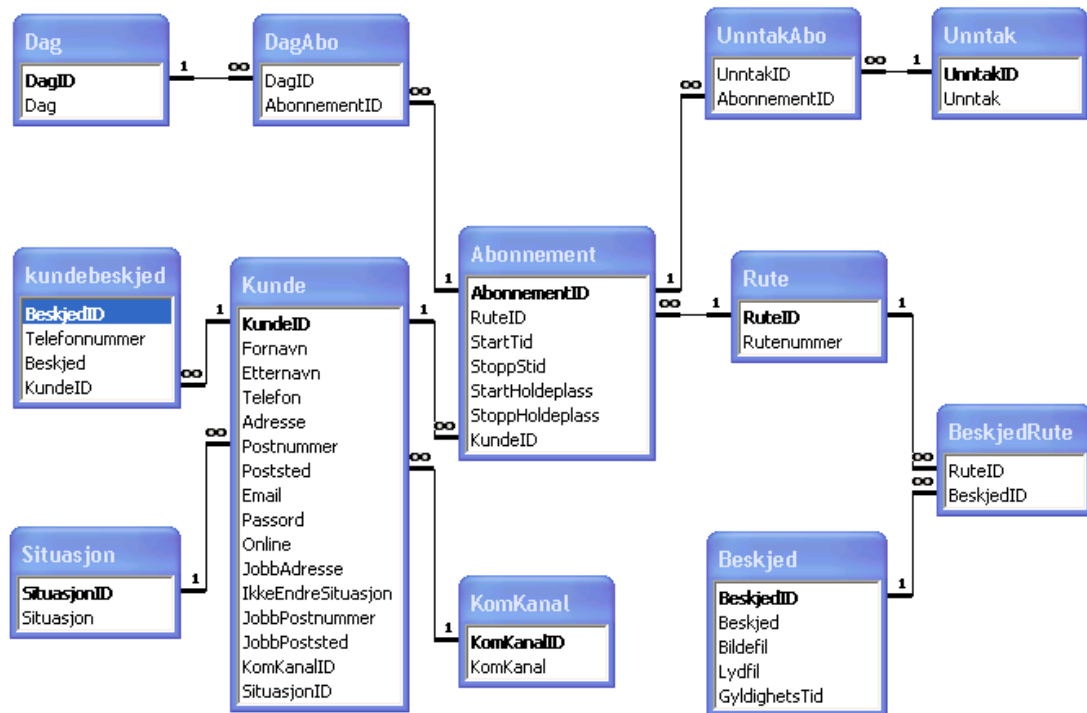 Dag
DagID
Dag
1
∞
DagAbo
DagID
AbonnementID
∞
UnntakAbo
UnntakID
AbonnementID
∞
∞
1
Unntak
UnntakID
Unntak
kundebeskjed
BeskjedID
Telefonnummer
Beskjed
KundeID
1
∞
Kunde
KundeID
Fornavn
Etternavn
Telefon
Adresse
Postnummer
Poststed
Email
Passord
Online
JobbAdresse
IkkeEndreSituasjon
JobbPostnummer
JobbPoststed
KomKanalID
SituasjonID
∞
1
1
1
∞
∞
Abonnement
AbonnementID
RuteID
StartTid
StoppStid
StartHoldeplass
StoppHoldeplass
KundeID
1
∞
1
Rute
RuteID
Rutenummer
1
Situasjon
SituasjonID
Situasjon
1
KomKanal
KomKanalID
KomKanal
Beskjed
BeskjedID
Beskjed
Bildefil
Lydfil
GyldighetsTid
1
∞
∞
BeskjedRute
RuteID
BeskjedID